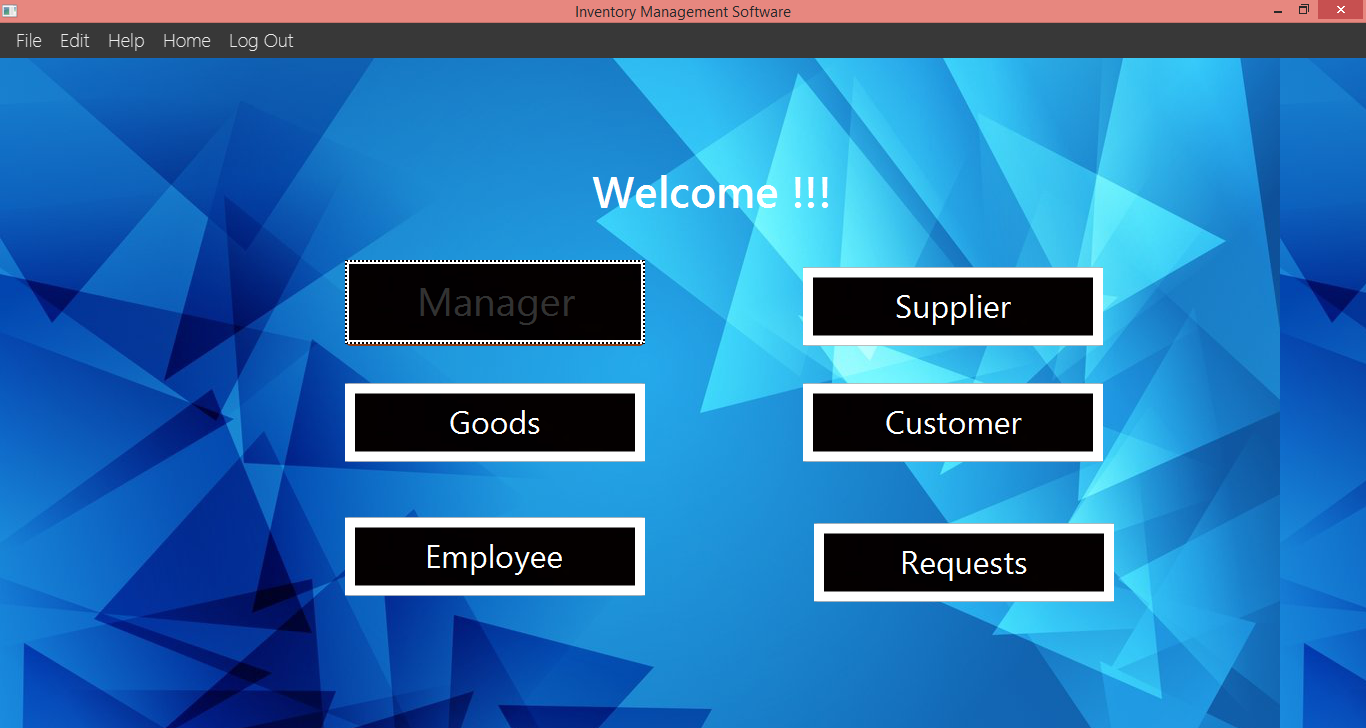 Inventory Management Software
File Edit Help Home Log Out
Welcome !!!
Manager
Supplier
Goods
Customer
Employee
Requests